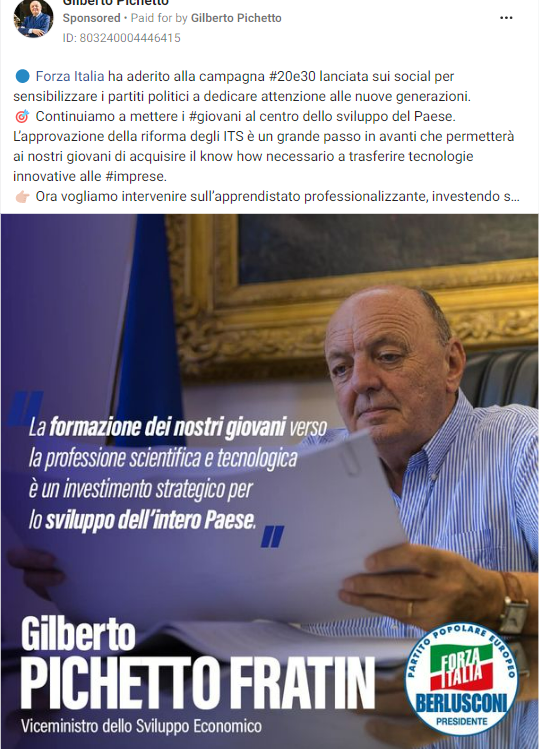 Gilberto Pichetto
Sponsored • Paid for by Gilberto Pichetto
ID: 803240004446415
Forza Italia ha aderito alla campagna #20e30 lanciata sui social per
sensibilizzare i partiti politici a dedicare attenzione alle nuove generazioni.
Continuiamo a mettere i #giovani al centro dello sviluppo del Paese.
L'approvazione della riforma degli ITS è un grande passo in avanti che permetterà
ai nostri giovani di acquisire il know how necessario a trasferire tecnologie
innovative alle #imprese.
Ora vogliamo intervenire sull'apprendistato professionalizzante, investendo s...
"La formazione dei nostri giovani verso
la professione scientifica e tecnologica
è un investimento strategico per
lo sviluppo dell'intero Paese."
Gilberto
PICHETTO FRATIN
Viceministro dello Sviluppo Economico
PARTITO POPOLARE EUROPEO
FORZA
ITALIA
BERLUSCONI
PRESIDENTE